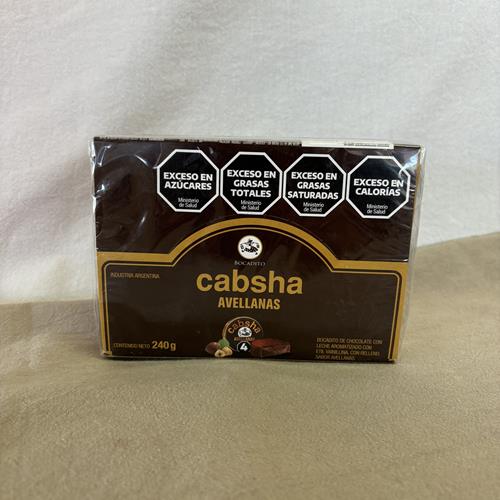 EXCESO EN
AZÚCARES
Ministerio
de Salud
EXCESO EN
GRASAS
TOTALES
Ministerio
de Salud
EXCESO EN
GRASAS
SATURADAS
Ministerio
de Salud
EXCESO EN
CALORÍAS
Ministerio
de Salud
BOCADITO
INDUSTRIA ARGENTINA
cabsha
AVELLANAS
cabsha
4
CONTENIDO NETO 240 g
BOCADITO DE CHOCOLATE CON
LECHE AROMATIZADO CON
ETIL VAINILLINA, CON RELLENO
SABOR AVELLANAS